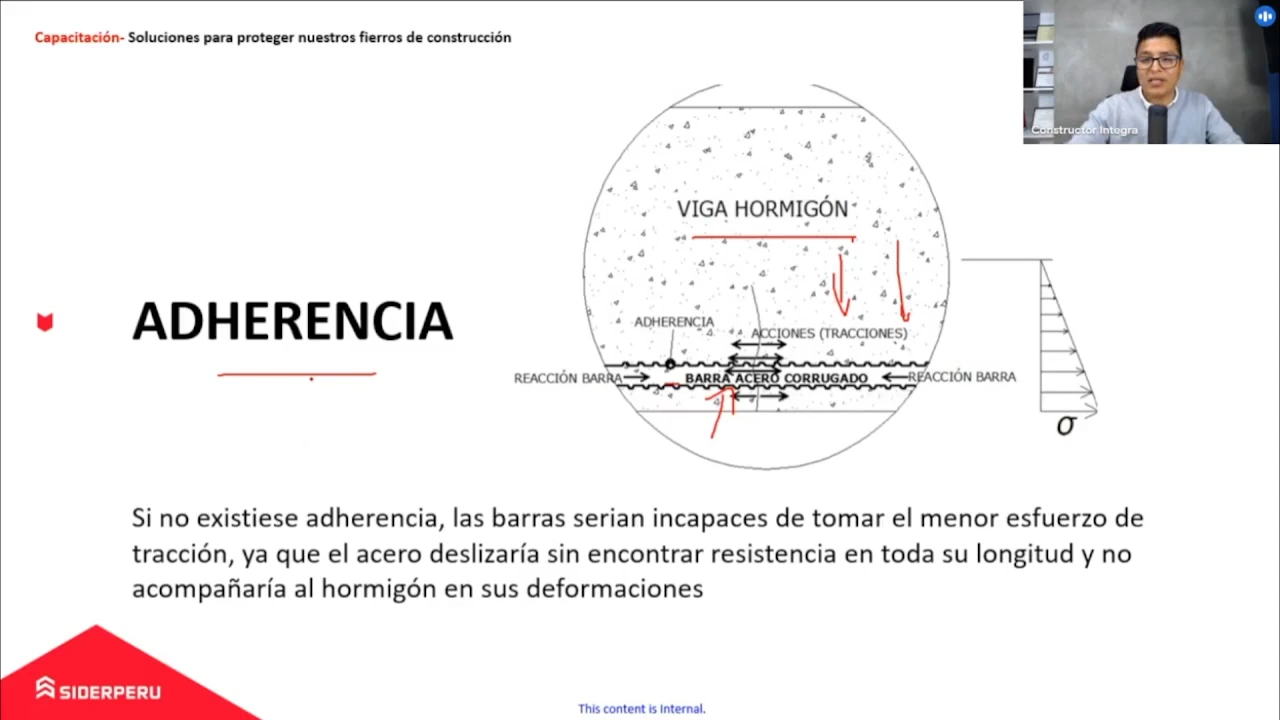 Capacitación- Soluciones para proteger nuestros fierros de construcción
Constructor Integra
VIGA HORMIGÓN
ADHERENCIA
ADHERENCIA
ACCIONES (TRACCIONES)
REACCIÓN BARRA
BARRA ACERO CORRUGADO
REACCIÓN BARRA
σ
Si no existiese adherencia, las barras serian incapaces de tomar el menor esfuerzo de
tracción, ya que el acero deslizaría sin encontrar resistencia en toda su longitud y no
acompañaría al hormigón en sus deformaciones
SIDERPERU
This content is Internal.